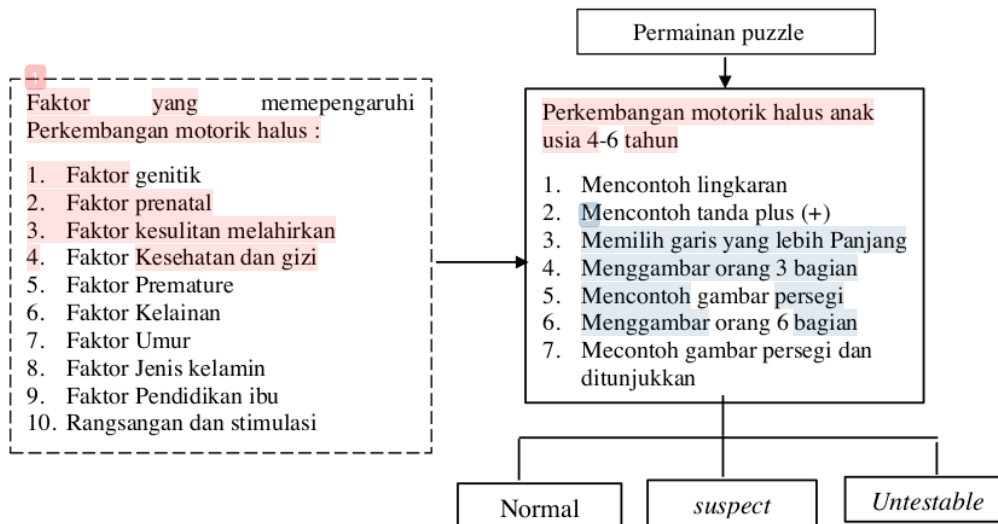 Permainan puzzle
1
Faktor yang memepengaruhi
Perkembangan motorik halus :
1. Faktor genitik
2. Faktor prenatal
3. Faktor kesulitan melahirkan
4. Faktor Kesehatan dan gizi
5. Faktor Premature
6. Faktor Kelainan
7. Faktor Umur
8. Faktor Jenis kelamin
9. Faktor Pendidikan ibu
10. Rangsangan dan stimulasi
Perkembangan motorik halus anak
usia 4-6 tahun
1. Mencontoh lingkaran
2. Mencontoh tanda plus (+)
3. Memilih garis yang lebih Panjang
4. Menggambar orang 3 bagian
5. Mencontoh gambar persegi
6. Menggambar orang 6 bagian
7. Mecontoh gambar persegi dan
ditunjukkan
Normal
suspect
Untestable